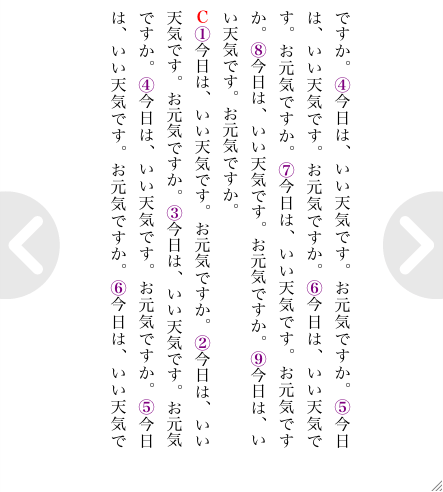 ですか。④今日は、いい天気です。お元気ですか。⑤今日
は、いい天気です。お元気ですか。⑥今日は、いい天気で
す。お元気ですか。⑦今日は、いい天気です。お元気です
か。⑧今日は、いい天気です。お元気ですか。⑨今日は、い
い天気です。お元気ですか。
C①今日は、いい天気です。お元気ですか。②今日は、いい
天気です。お元気ですか。③今日は、いい天気です。お元気
ですか。④今日は、いい天気です。お元気ですか。⑤今日
は、いい天気です。お元気ですか。⑥今日は、いい天気で